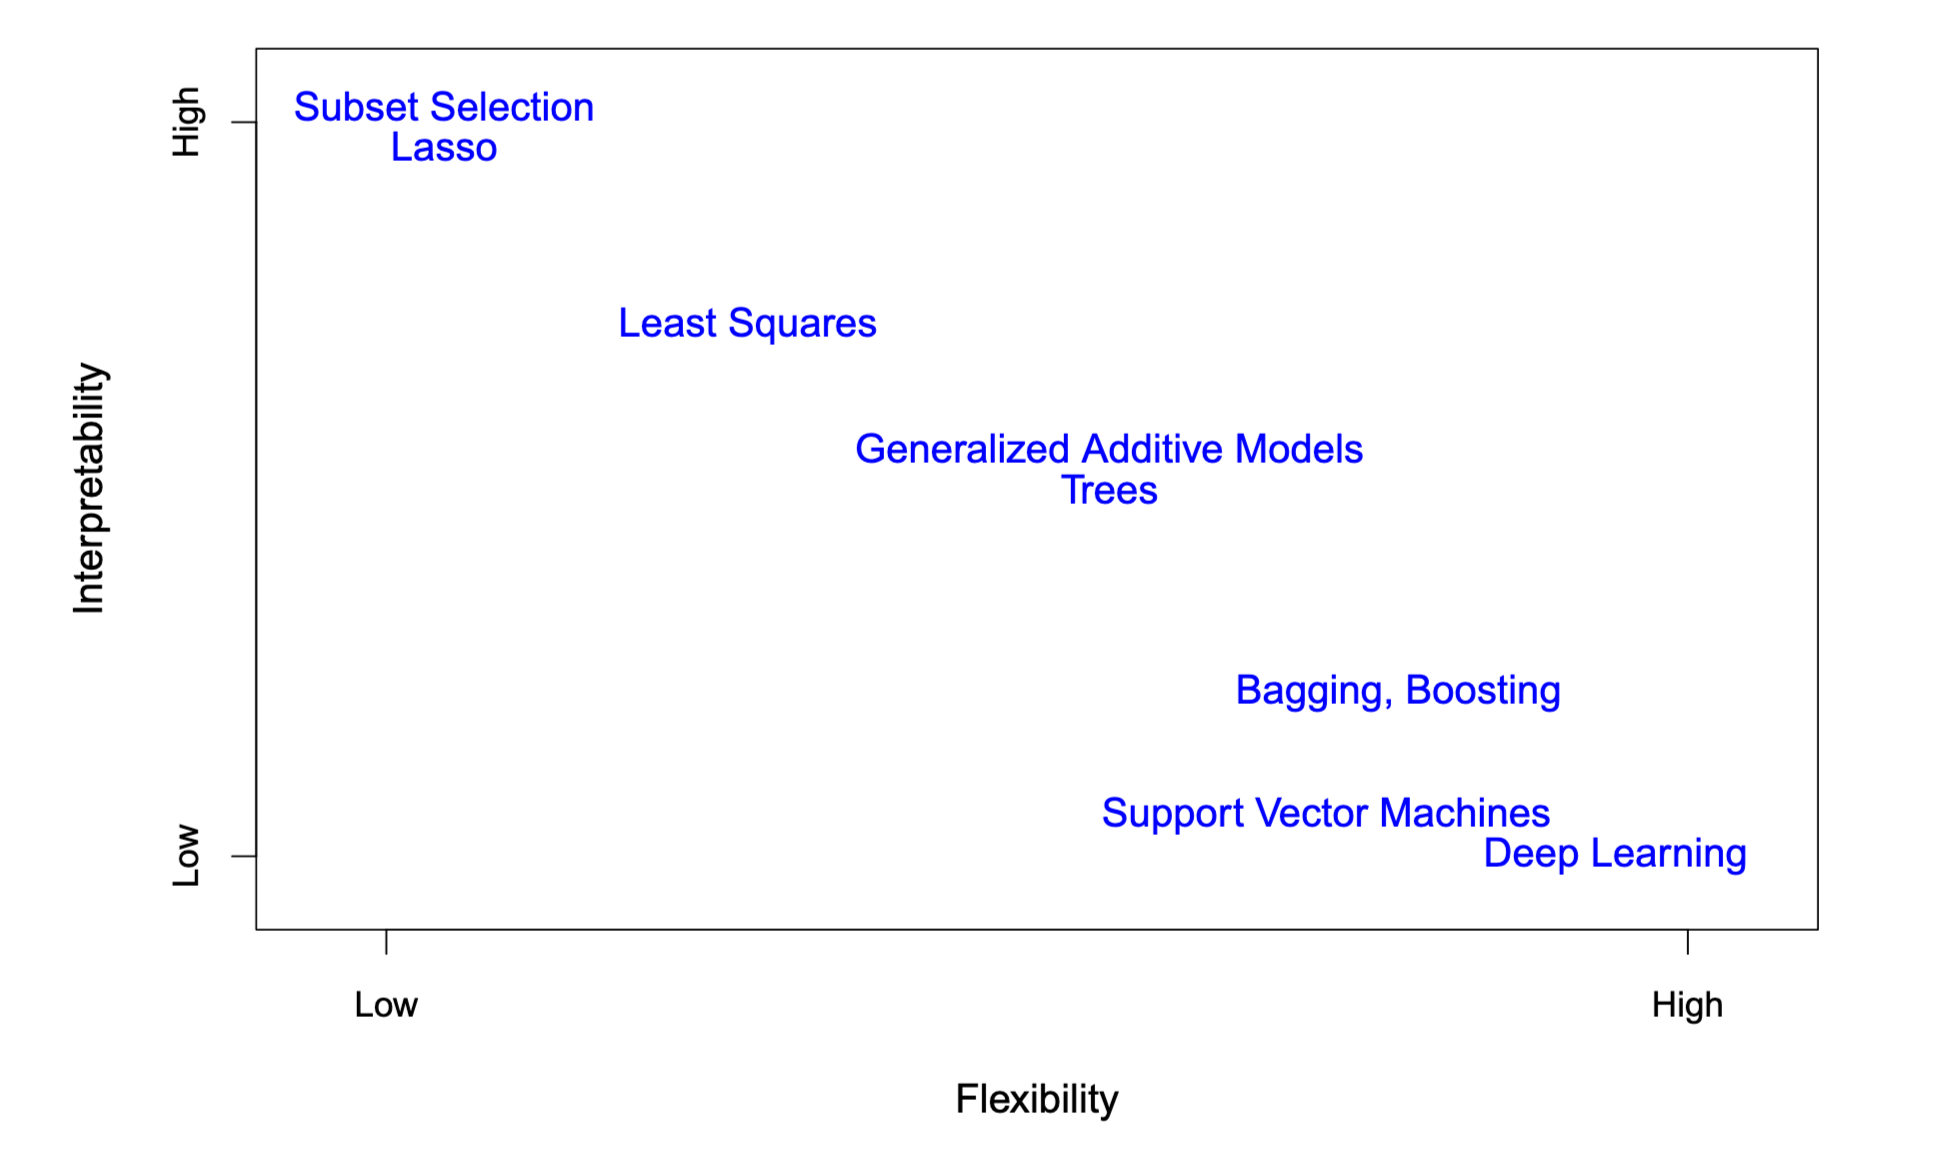 High
Subset Selection
Lasso
Least Squares
Interpretability
Generalized Additive Models
Trees
Bagging, Boosting
Support Vector Machines
Low
Deep Learning
Low
High
Flexibility